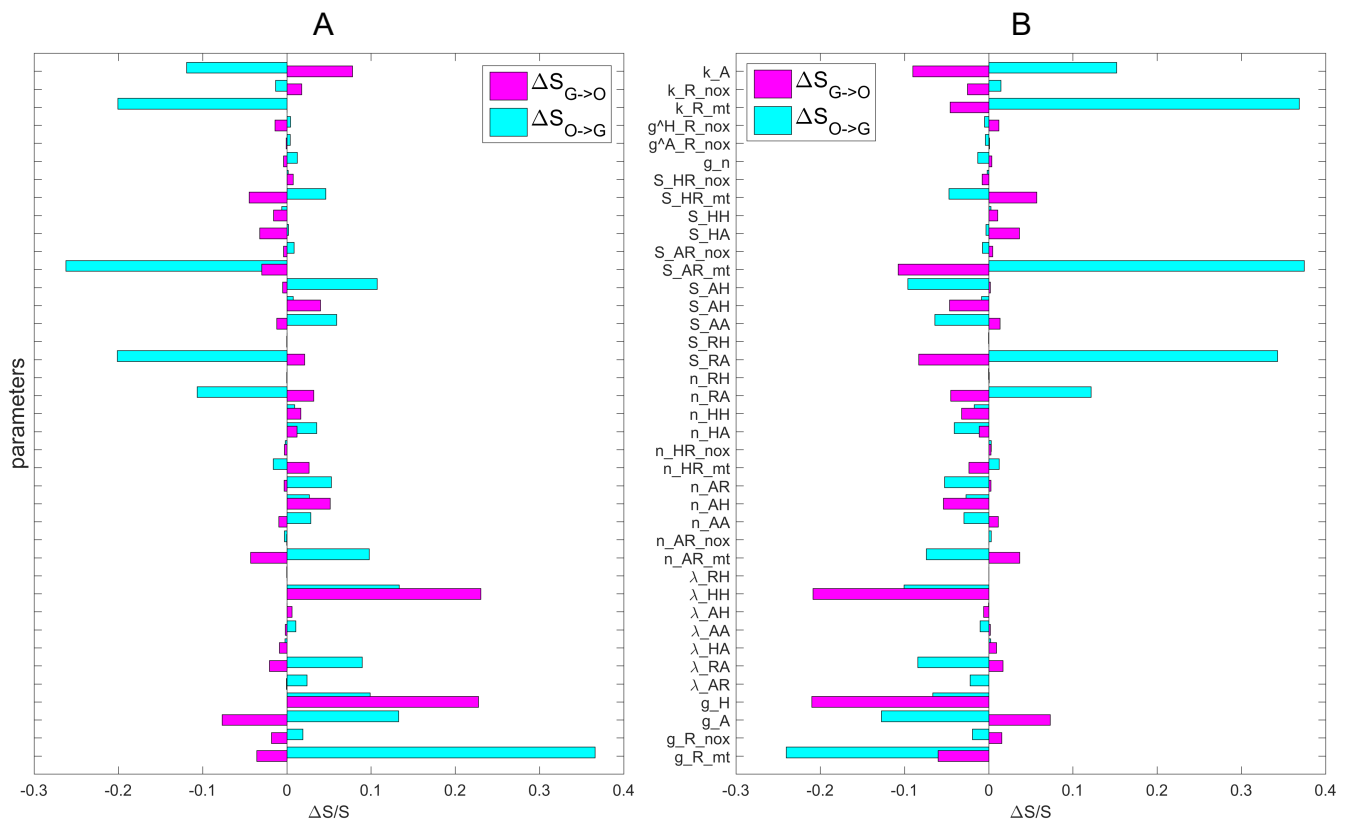 A
B
ΔS_G->O
ΔS_O->G
ΔS_G->O
ΔS_O->G
parameters
k_A
k_R_nox
k_R_mt
g^H_R_nox
g^A_R_nox
g_n
S_HR_nox
S_HR_mt
S_HH
S_HA
S_AR_nox
S_AR_mt
S_AH
S_AH
S_AA
S_RH
S_RA
n_RH
n_RA
n_HH
n_HA
n_HR_nox
n_HR_mt
n_AR
n_AH
n_AA
n_AR_nox
n_AR_mt
λ_RH
λ_HH
λ_AH
λ_AA
λ_HA
λ_RA
λ_AR
g_H
g_A
g_R_nox
g_R_mt
-0.3 -0.2 -0.1 0 0.1 0.2 0.3 0.4
ΔS/S
-0.3 -0.2 -0.1 0 0.1 0.2 0.3 0.4
ΔS/S